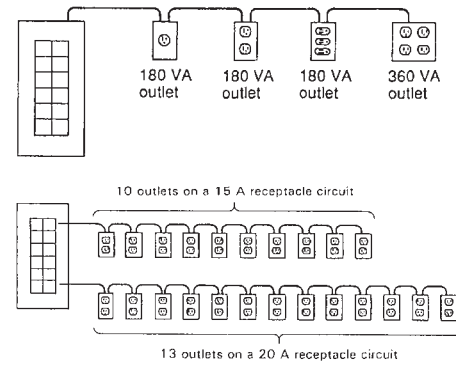 180 VA 180 VA 180 VA 360 VA
outlet outlet outlet outlet
10 outlets on a 15 A receptacle circuit
13 outlets on a 20 A receptacle circuit